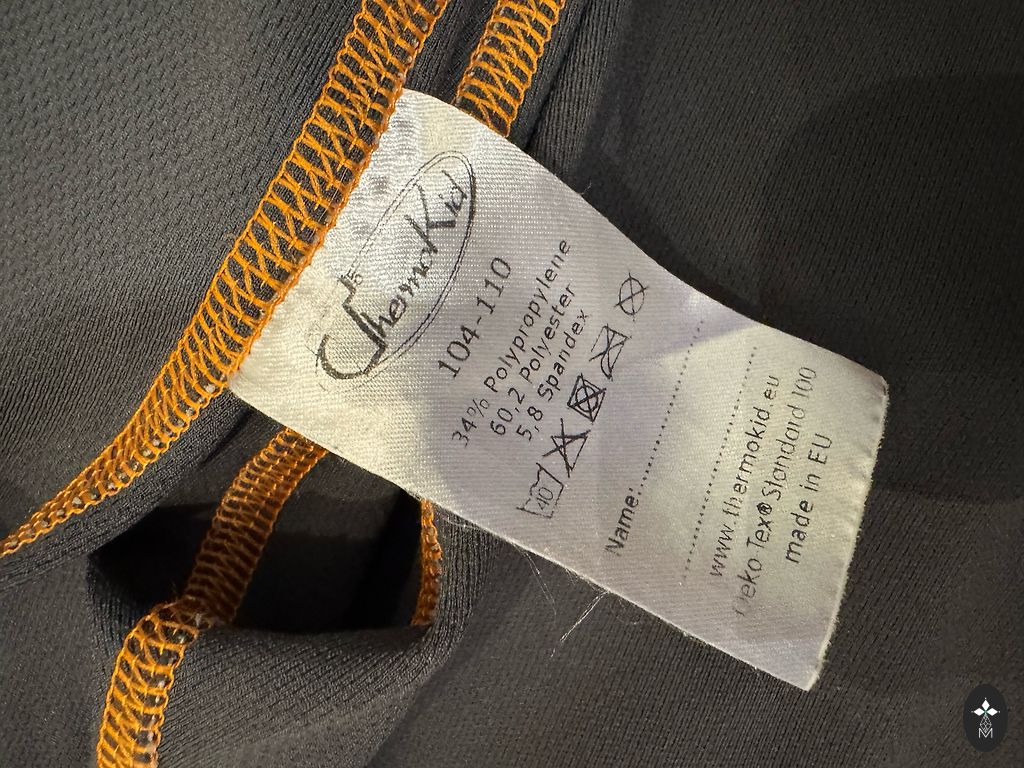 ThermoKid
104-110
34% Polypropylene
60,2 Polyester
5,8 Spandex
40
Name:..............................
..............................
www.thermokid.eu
Oeko Tex® Standard 100
made in EU
M